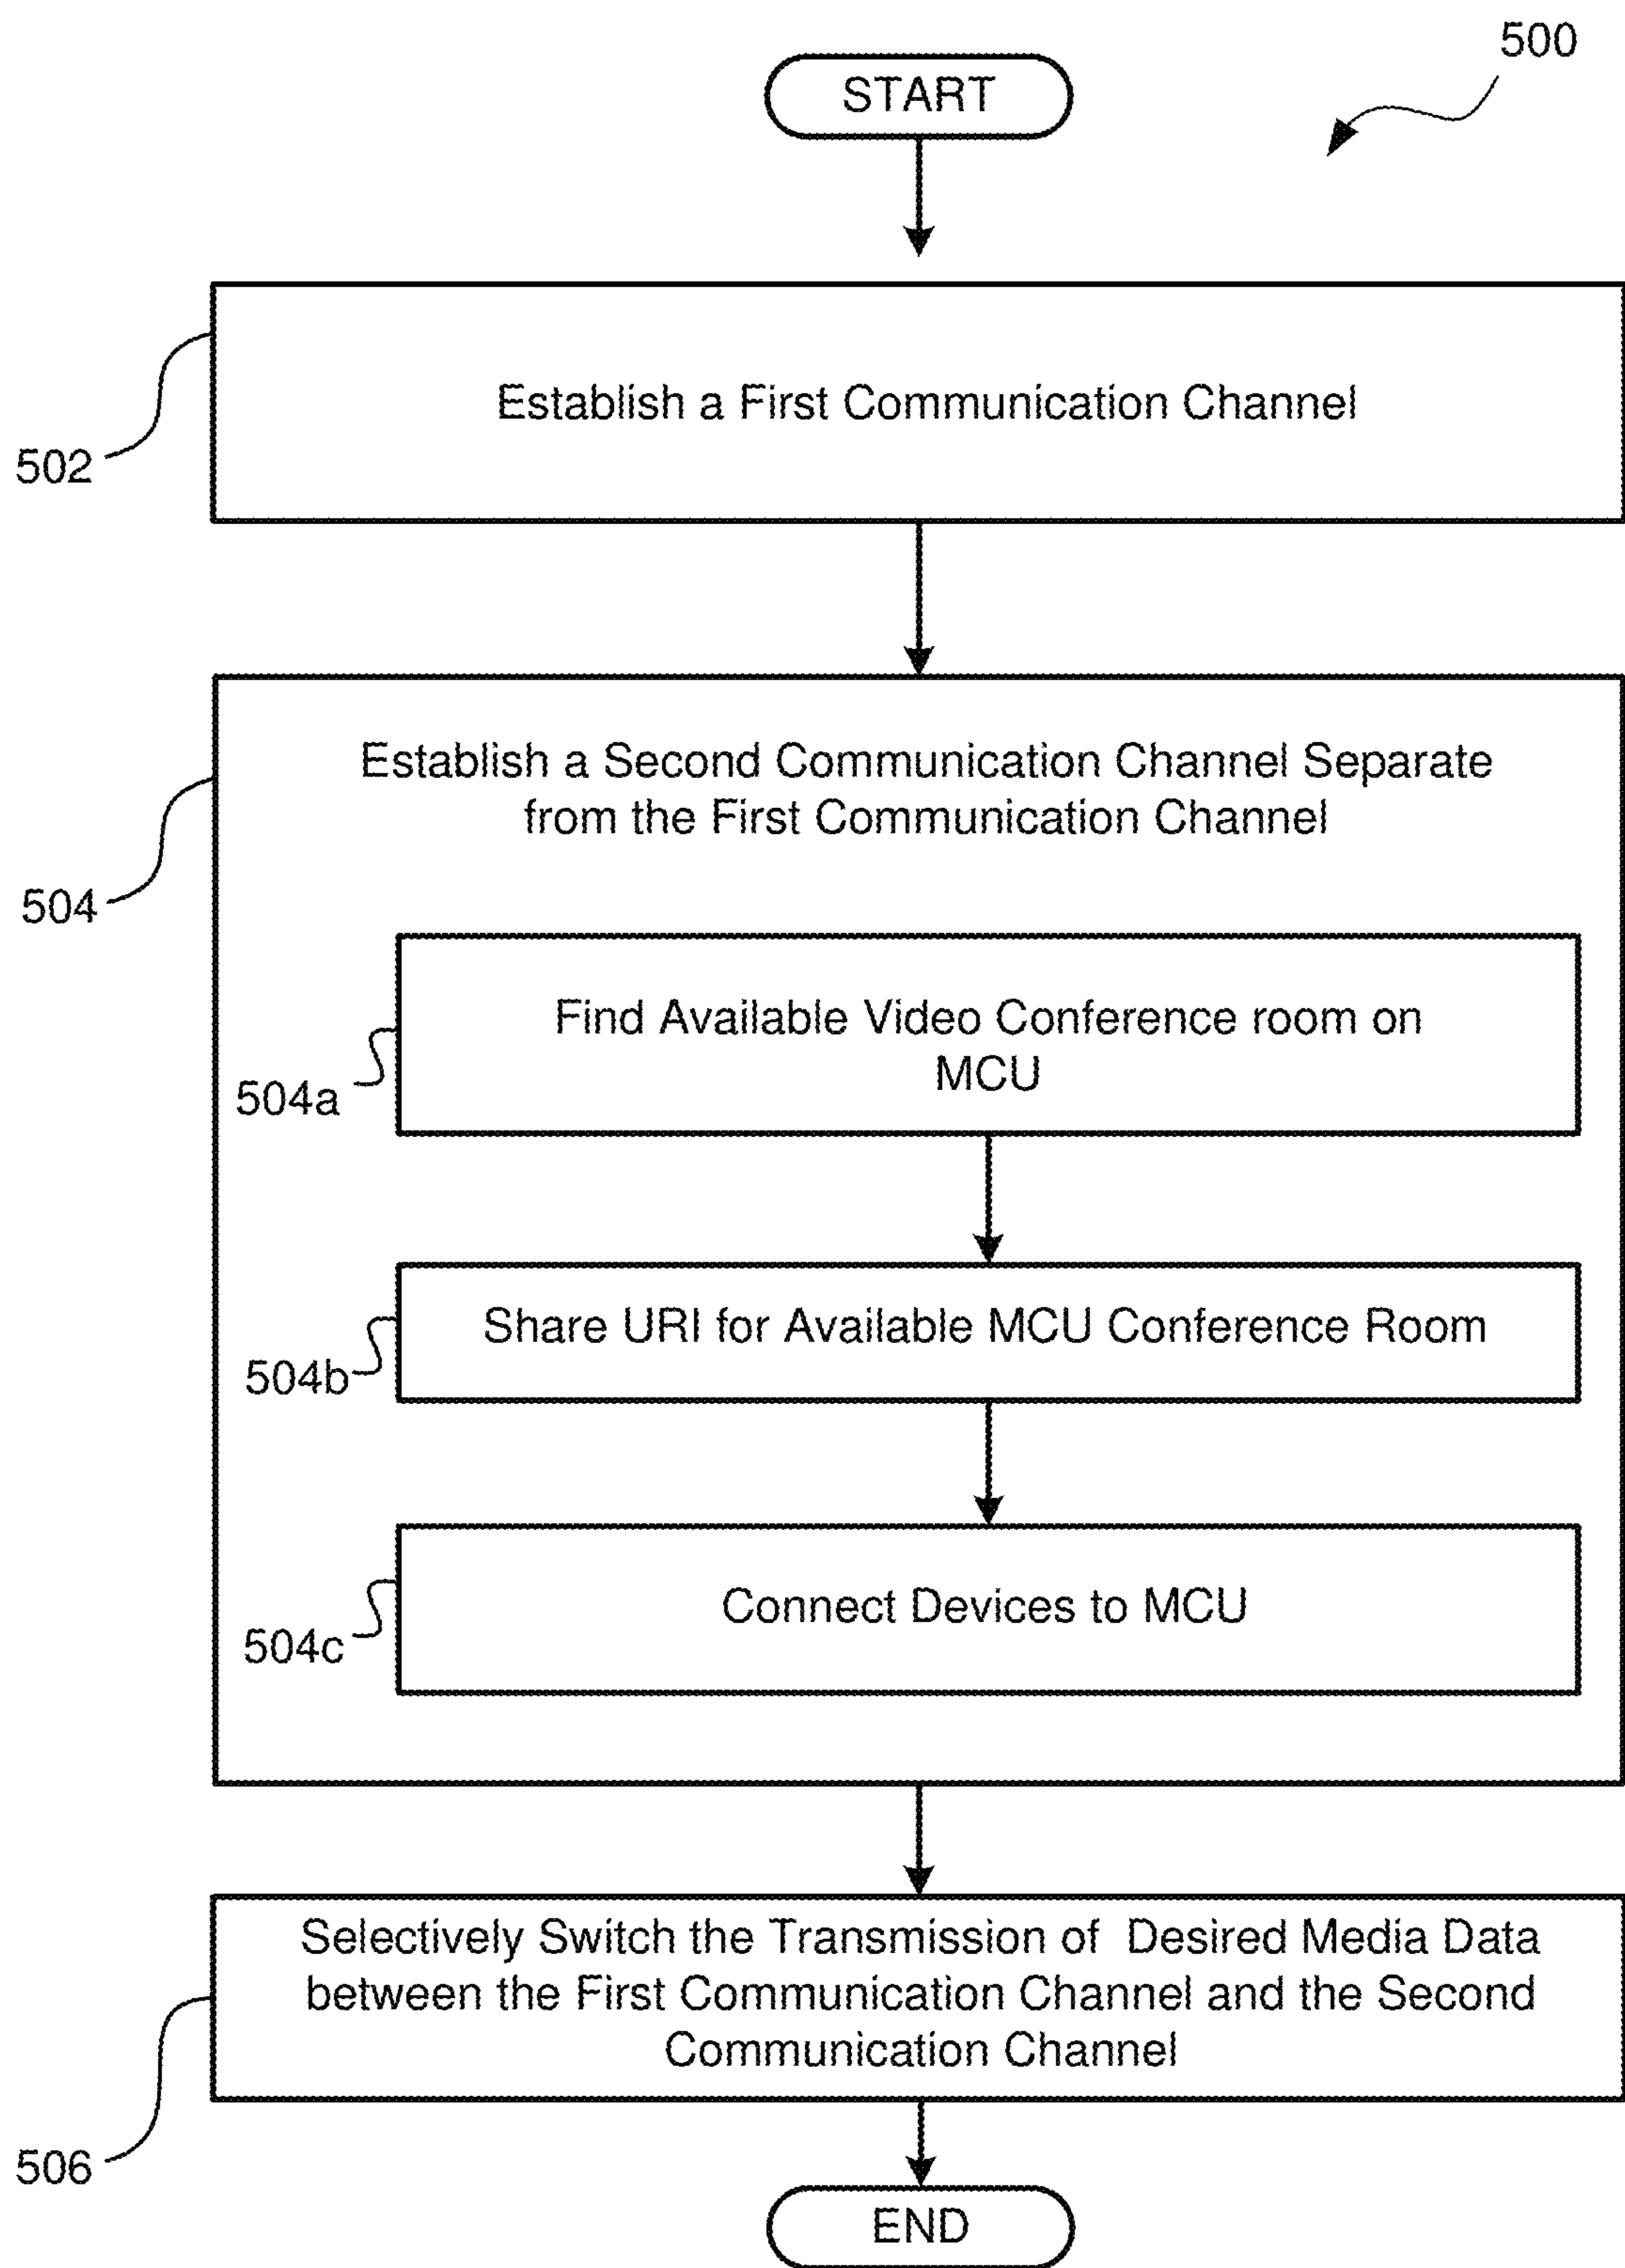 500
START
Establish a First Communication Channel
502
Establish a Second Communication Channel Separate
from the First Communication Channel
504
Find Available Video Conference room on
MCU
504a
Share URI for Available MCU Conference Room
504b
Connect Devices to MCU
504c
Selectively Switch the Transmission of Desired Media Data
between the First Communication Channel and the Second
Communication Channel
506
END